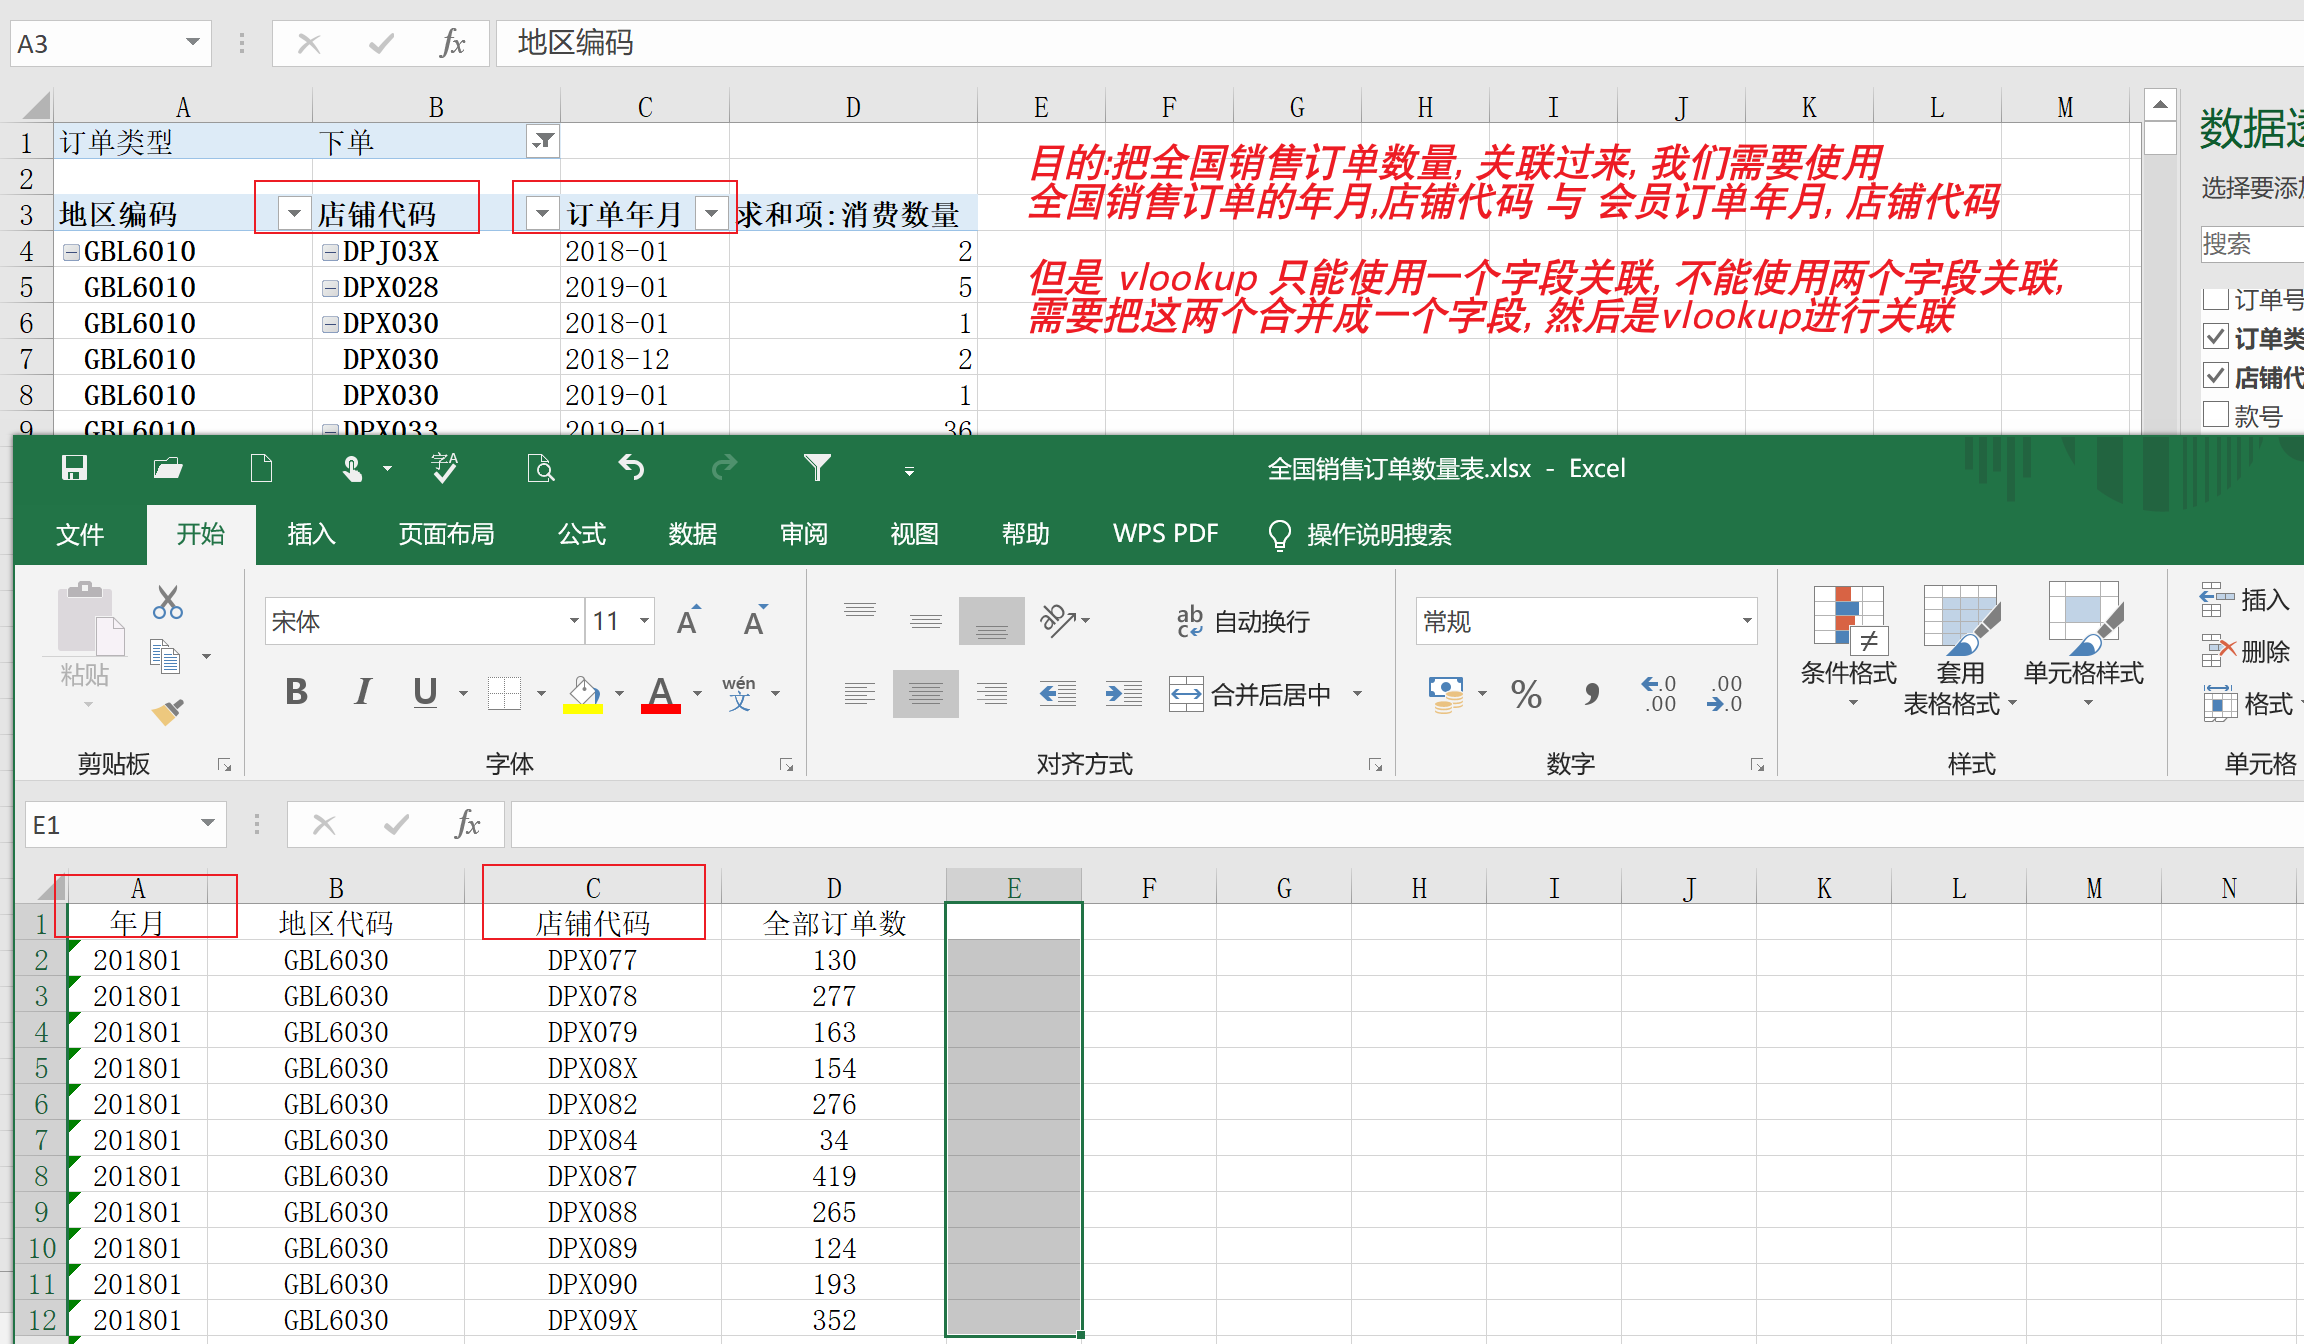 A3
fx
地区编码
A B C D E F G H I J K L M
1 订单类型 下单
2
3 地区编码 店铺代码 订单年月 求和项:消费数量
4 GBL6010 DPJ03X 2018-01 2
5 GBL6010 DPX028 2019-01 5
6 GBL6010 DPX030 2018-01 1
7 GBL6010 DPX030 2018-12 2
8 GBL6010 DPX030 2019-01 1
9 GBL6010 DPX033 2019-01 36
目的:把全国销售订单数量, 关联过来, 我们需要使用
全国销售订单的年月,店铺代码 与 会员订单年月, 店铺代码
但是 vlookup 只能使用一个字段关联, 不能使用两个字段关联,
需要把这两个合并成一个字段, 然后是vlookup进行关联
数据透
选择要添加
搜索
订单号
订单类
店铺代
款号
全国销售订单数量表.xlsx - Excel
文件 开始 插入 页面布局 公式 数据 审阅 视图 帮助 WPS PDF 操作说明搜索
粘贴
剪贴板
宋体 11 A A
B I U A wén 文
字体
ab c 自动换行
合并后居中
对齐方式
常规
% , .0 .00 .00 .0
数字
条件格式 套用 单元格样式
表格格式
样式
插入
删除
格式
单元格
E1
fx
A B C D E F G H I J K L M N
1 年月 地区代码 店铺代码 全部订单数
2 201801 GBL6030 DPX077 130
3 201801 GBL6030 DPX078 277
4 201801 GBL6030 DPX079 163
5 201801 GBL6030 DPX08X 154
6 201801 GBL6030 DPX082 276
7 201801 GBL6030 DPX084 34
8 201801 GBL6030 DPX087 419
9 201801 GBL6030 DPX088 265
10 201801 GBL6030 DPX089 124
11 201801 GBL6030 DPX090 193
12 201801 GBL6030 DPX09X 352